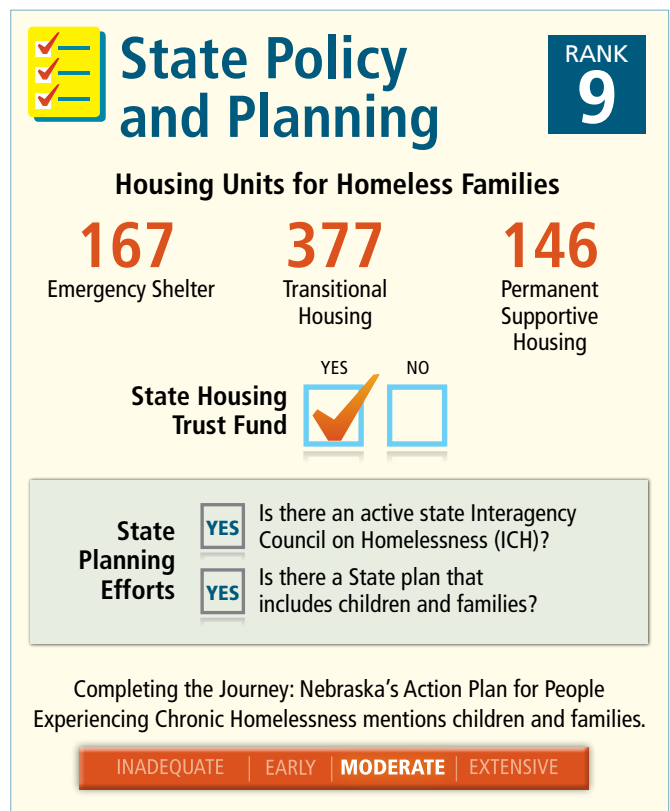 State Policy
and Planning
RANK
9
Housing Units for Homeless Families
167
Emergency Shelter
377
Transitional
Housing
146
Permanent
Supportive
Housing
State Housing
Trust Fund
YES
NO
State
Planning
Efforts
YES
Is there an active state Interagency
Council on Homelessness (ICH)?
YES
Is there a State plan that
includes children and families?
Completing the Journey: Nebraska’s Action Plan for People
Experiencing Chronic Homelessness mentions children and families.
INADEQUATE | EARLY | MODERATE | EXTENSIVE